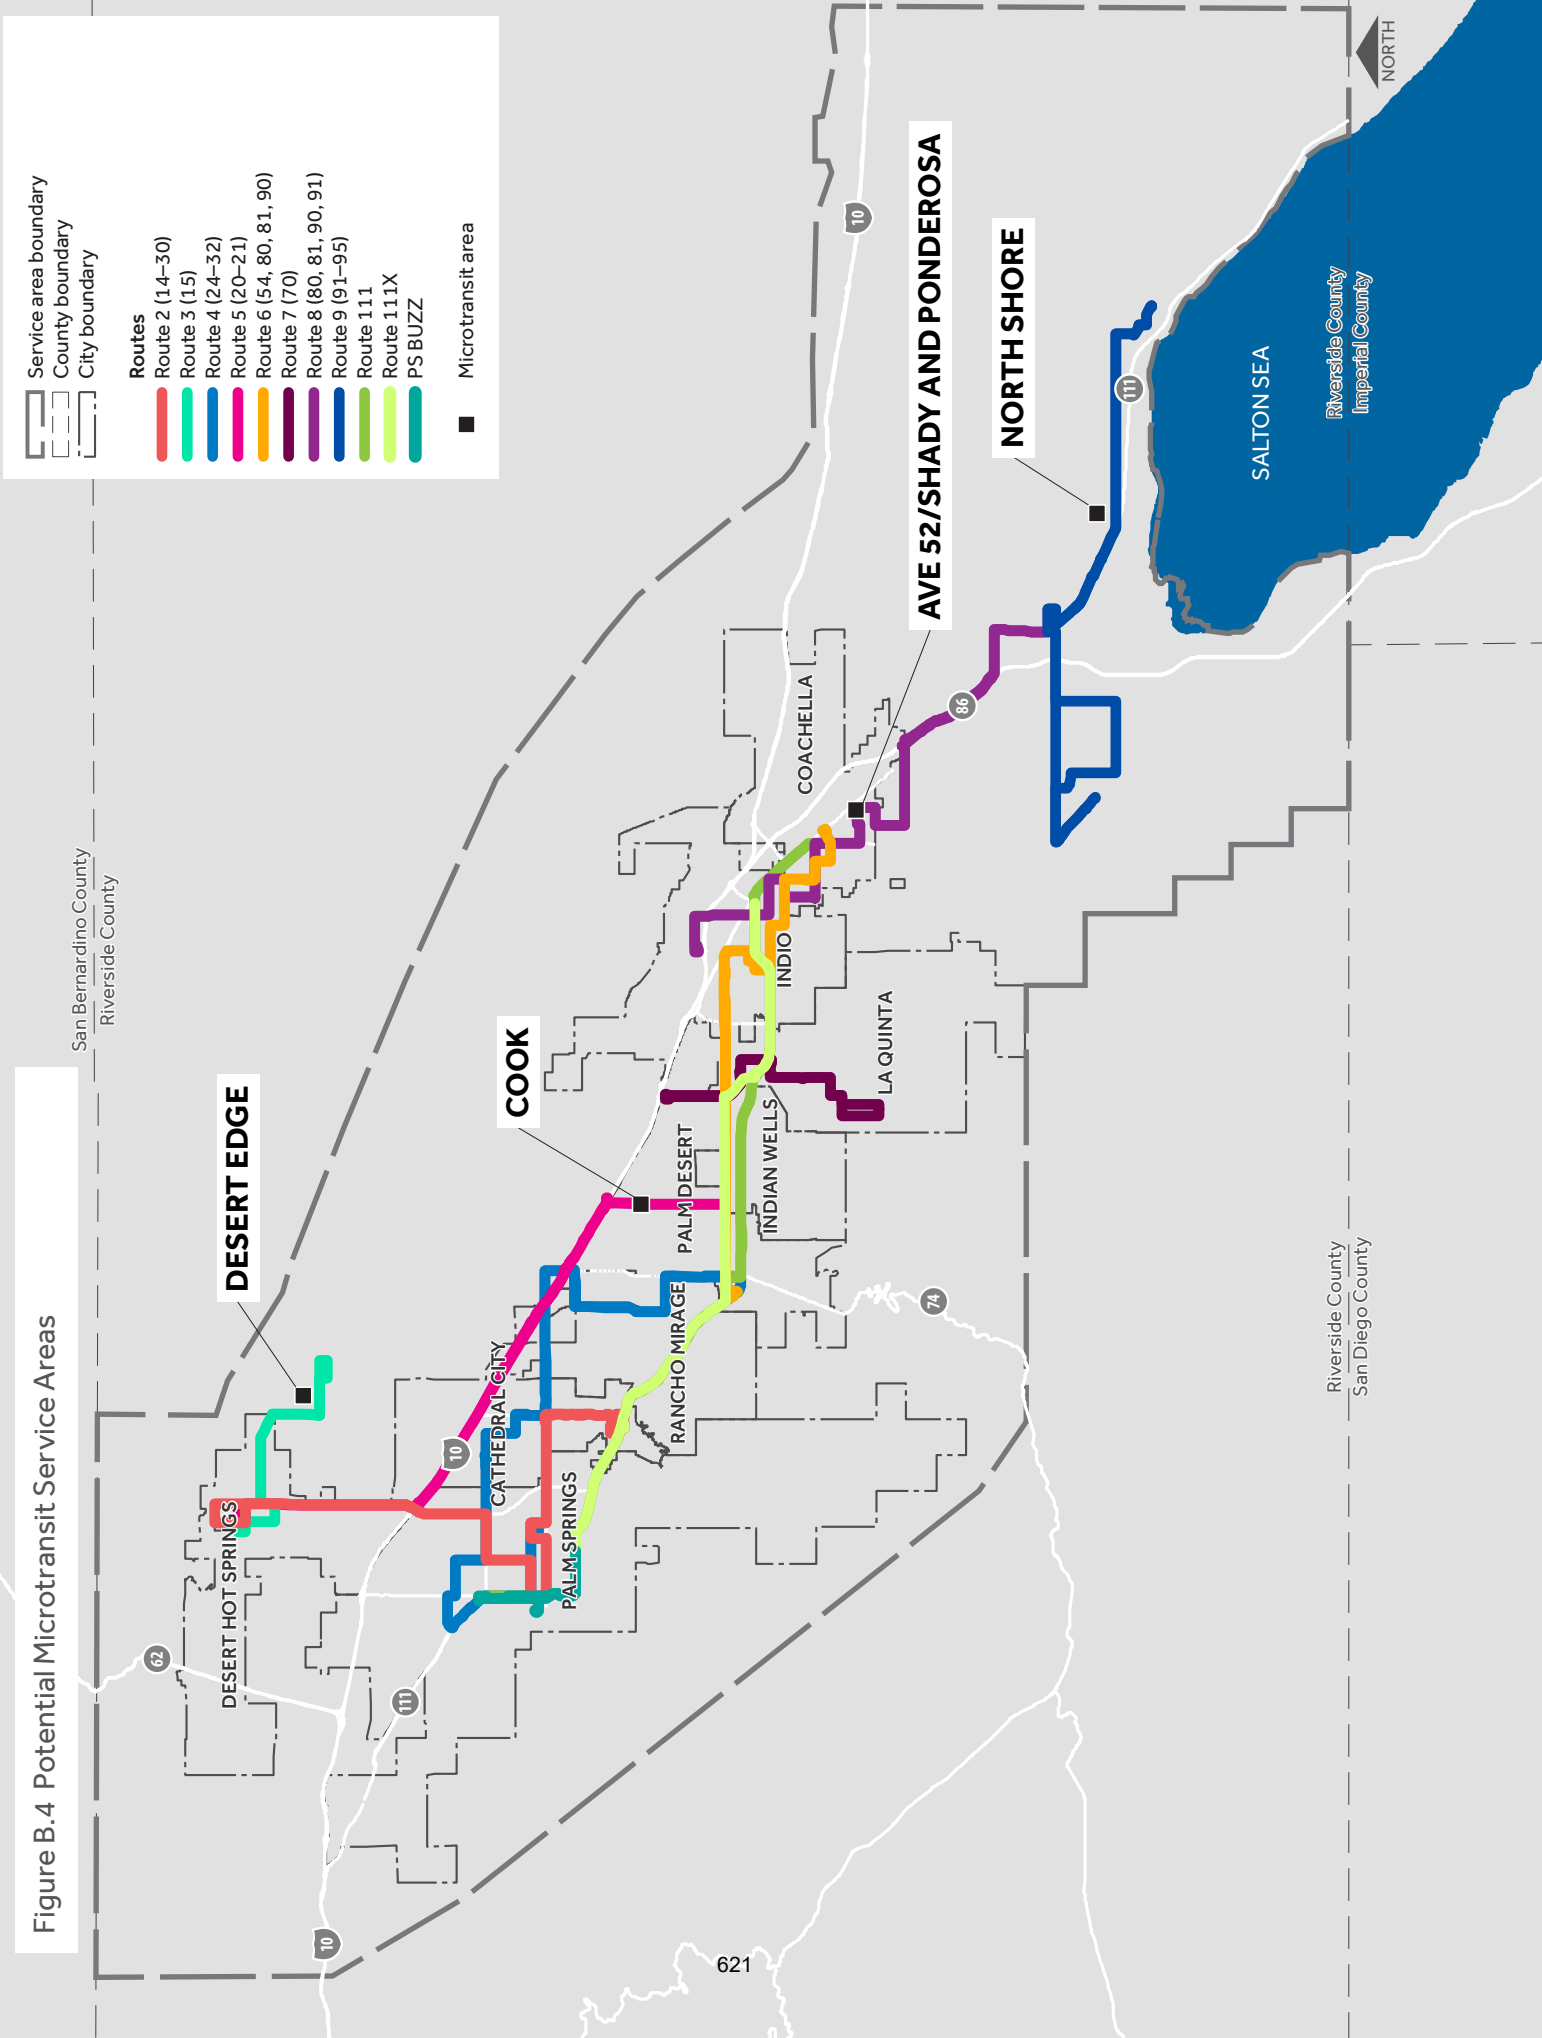 Figure B.4 Potential Microtransit Service Areas
Service area boundary
County boundary
City boundary
Routes
Route 2 (14–30)
Route 3 (15)
Route 4 (24–32)
Route 5 (20–21)
Route 6 (54, 80, 81, 90)
Route 7 (70)
Route 8 (80, 81, 90, 91)
Route 9 (91–95)
Route 111
Route 111X
PS BUZZ
Microtransit area
San Bernardino County
Riverside County
DESERT EDGE
DESERT HOT SPRINGS
62
10
111
10
CATHEDRAL CITY
COOK
PALM SPRINGS
RANCHO MIRAGE
PALM DESERT
INDIAN WELLS
INDIO
LA QUINTA
COACHELLA
10
AVE 52/SHADY AND PONDEROSA
86
74
NORTH SHORE
111
SALTON SEA
Riverside County
San Diego County
Riverside County
Imperial County
NORTH
621